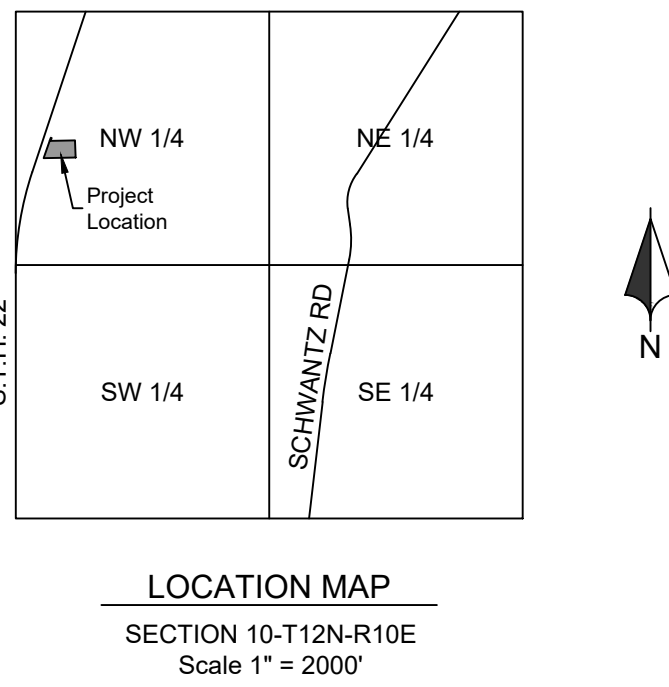 NW 1/4
NE 1/4
Project
Location
22
N
SW 1/4
SE 1/4
SCHWANTZ RD
LOCATION MAP
SECTION 10-T12N-R10E
Scale 1" = 2000'